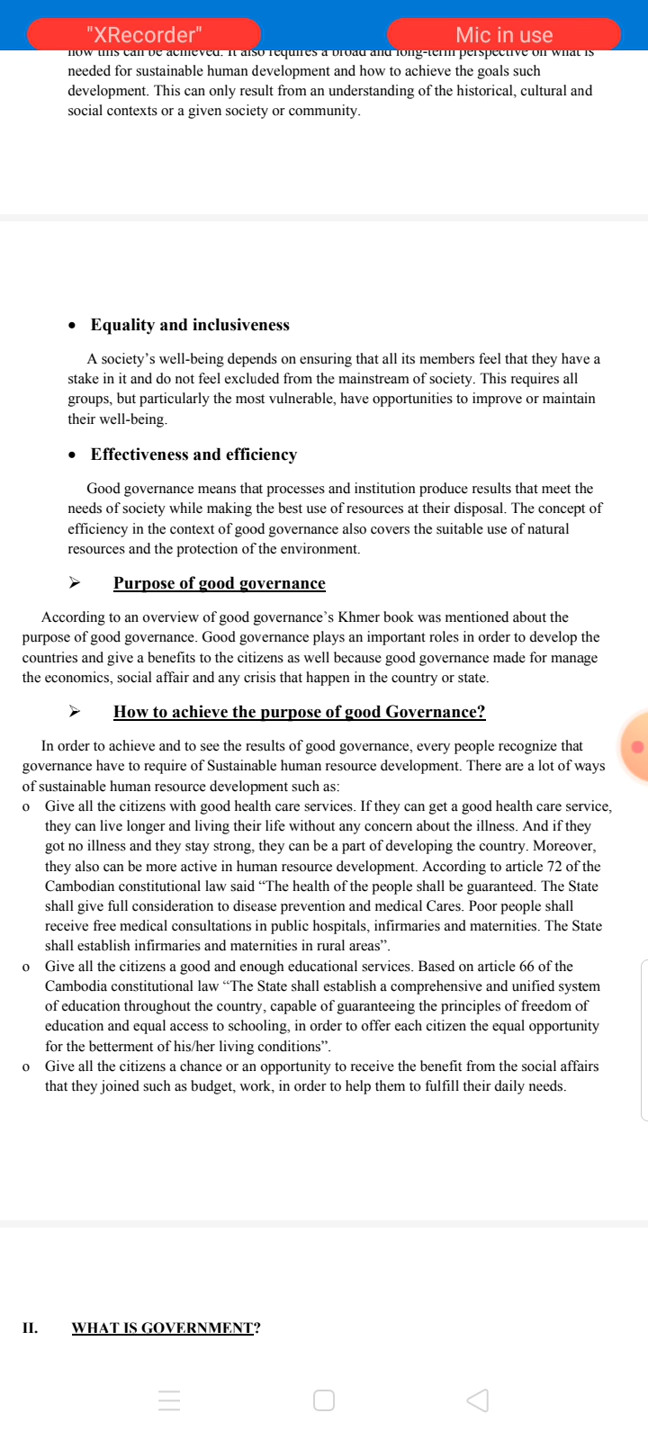 "XRecorder"
Mic in use
how this can be achieved. It also requires a broad and long-term perspective on what is
needed for sustainable human development and how to achieve the goals such
development. This can only result from an understanding of the historical, cultural and
social contexts or a given society or community.
• Equality and inclusiveness
A society’s well-being depends on ensuring that all its members feel that they have a
stake in it and do not feel excluded from the mainstream of society. This requires all
groups, but particularly the most vulnerable, have opportunities to improve or maintain
their well-being.
• Effectiveness and efficiency
Good governance means that processes and institution produce results that meet the
needs of society while making the best use of resources at their disposal. The concept of
efficiency in the context of good governance also covers the suitable use of natural
resources and the protection of the environment.
➢ Purpose of good governance
According to an overview of good governance’s Khmer book was mentioned about the
purpose of good governance. Good governance plays an important roles in order to develop the
countries and give a benefits to the citizens as well because good governance made for manage
the economics, social affair and any crisis that happen in the country or state.
➢ How to achieve the purpose of good Governance?
In order to achieve and to see the results of good governance, every people recognize that
governance have to require of Sustainable human resource development. There are a lot of ways
of sustainable human resource development such as:
o Give all the citizens with good health care services. If they can get a good health care service,
they can live longer and living their life without any concern about the illness. And if they
got no illness and they stay strong, they can be a part of developing the country. Moreover,
they also can be more active in human resource development. According to article 72 of the
Cambodian constitutional law said “The health of the people shall be guaranteed. The State
shall give full consideration to disease prevention and medical Cares. Poor people shall
receive free medical consultations in public hospitals, infirmaries and maternities. The State
shall establish infirmaries and maternities in rural areas”.
o Give all the citizens a good and enough educational services. Based on article 66 of the
Cambodia constitutional law “The State shall establish a comprehensive and unified system
of education throughout the country, capable of guaranteeing the principles of freedom of
education and equal access to schooling, in order to offer each citizen the equal opportunity
for the betterment of his/her living conditions”.
o Give all the citizens a chance or an opportunity to receive the benefit from the social affairs
that they joined such as budget, work, in order to help them to fulfill their daily needs.
II. WHAT IS GOVERNMENT?